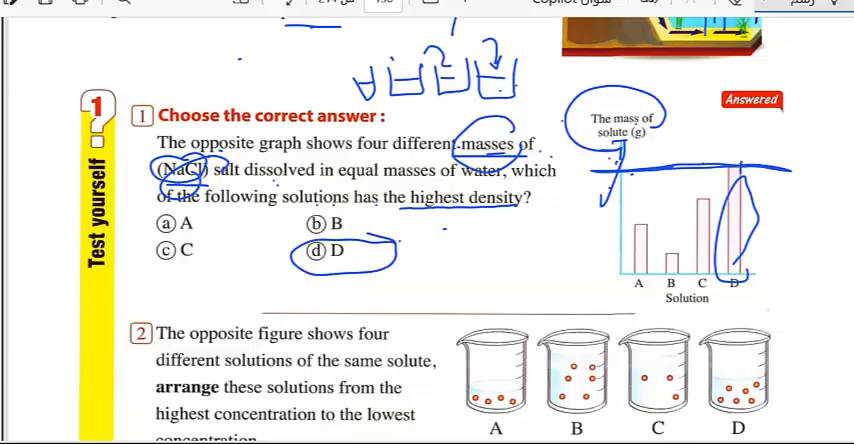 1
Test yourself
1 Choose the correct answer :
The opposite graph shows four different masses of
(NaCl) salt dissolved in equal masses of water, which
of the following solutions has the highest density?
a A
b B
c C
d D
Answered
The mass of
solute (g)
A B C D
Solution
2 The opposite figure shows four
different solutions of the same solute,
arrange these solutions from the
highest concentration to the lowest
concentration
A B C D